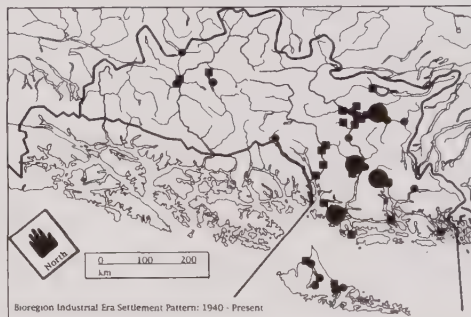 North
0 100 200
km
Bioregion Industrial Era Settlement Pattern: 1940 - Present